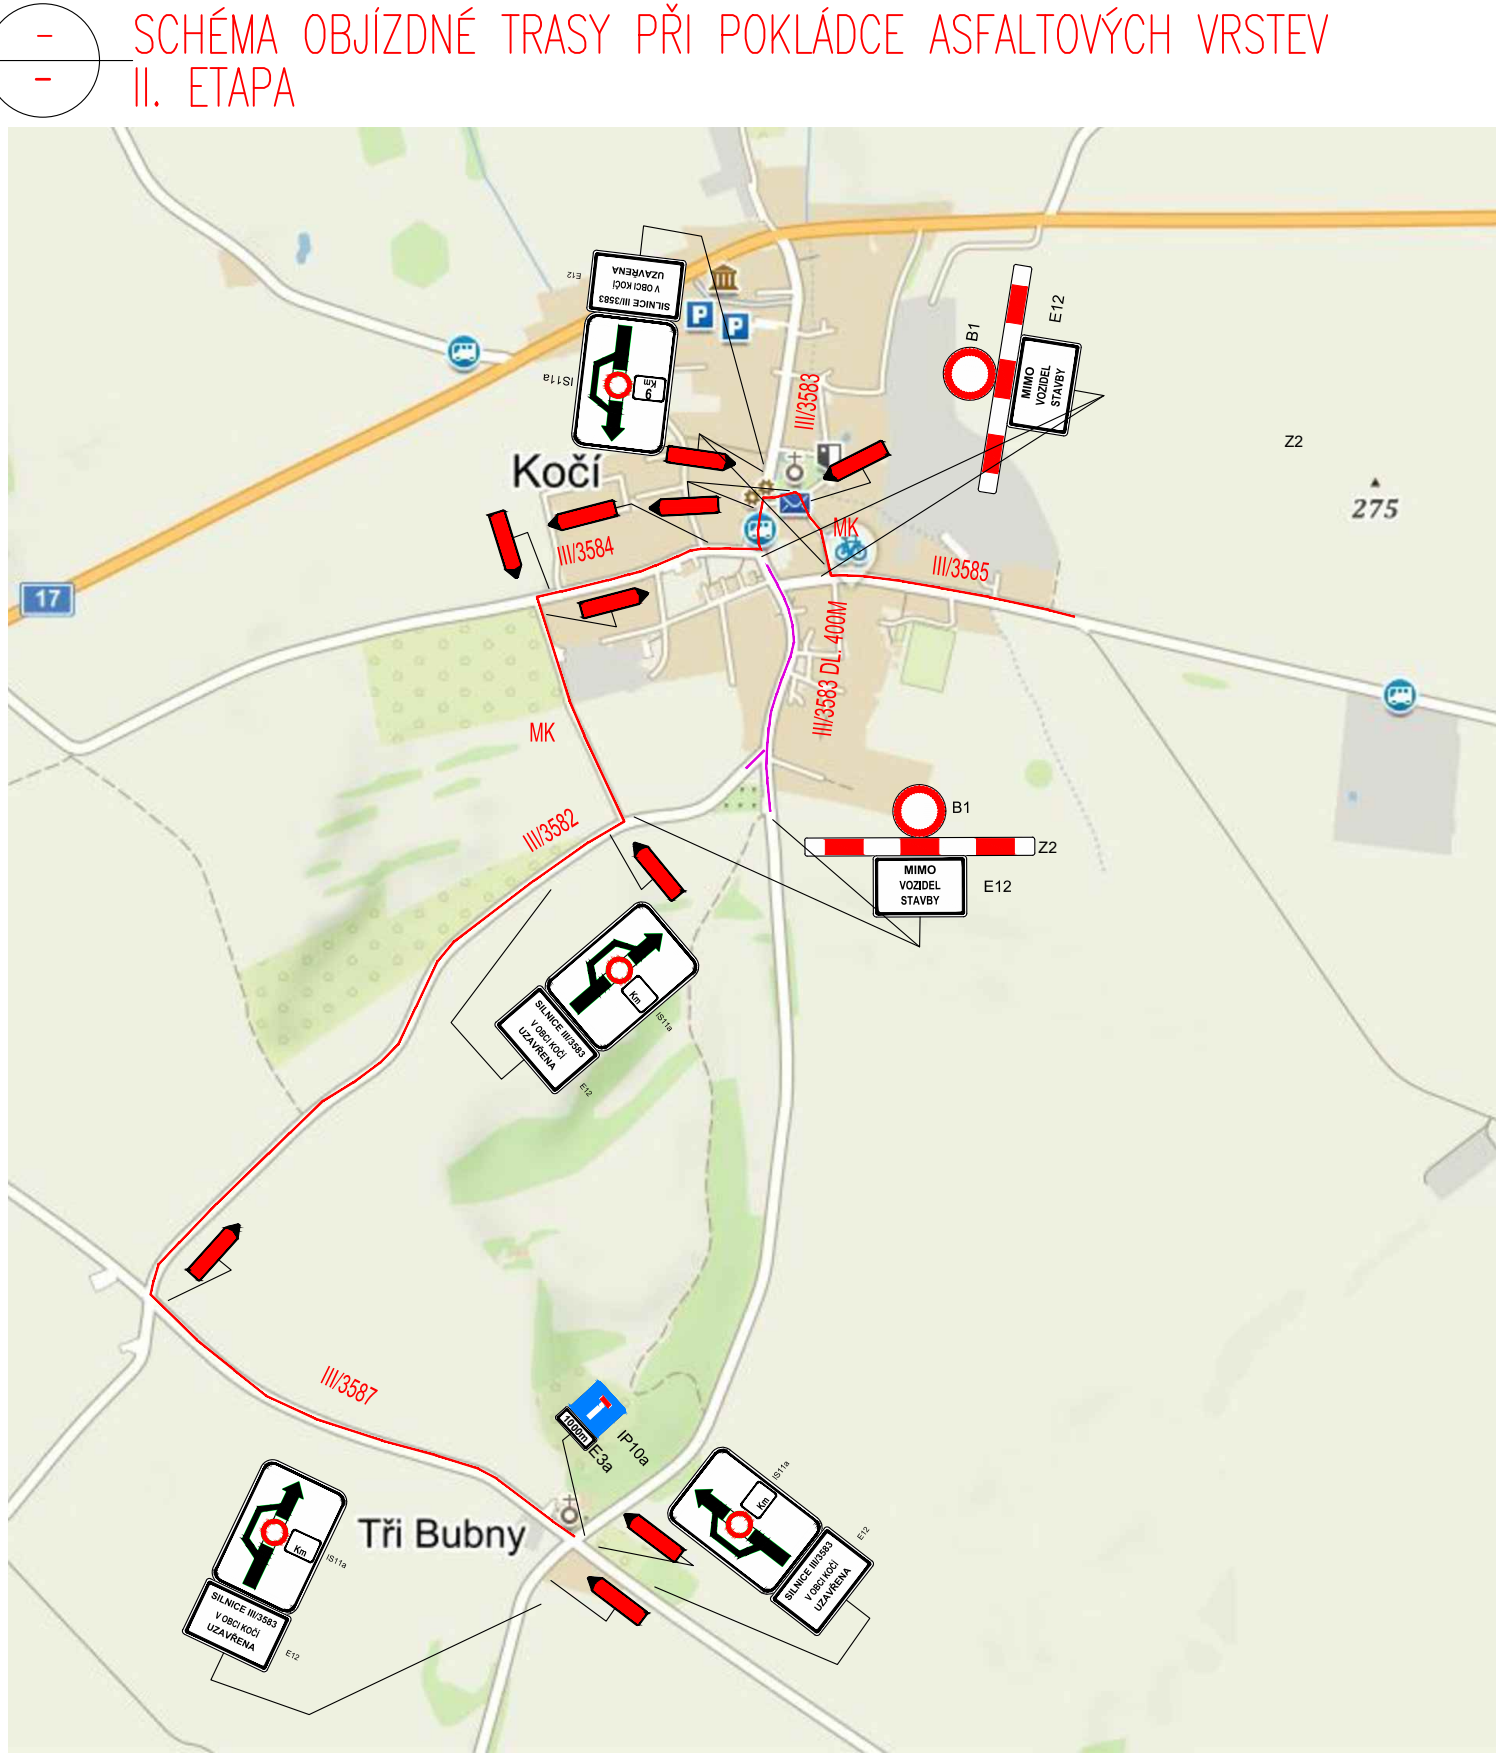 SCHÉMA OBJÍZDNÉ TRASY PŘI POKLÁDCE ASFALTOVÝCH VRSTEV
II. ETAPA
E12
SILNICE III/3583
V OBCI KOČÍ
UZAVŘENA
IS11a
9
Km
P
P
III/3583
B1
E12
MIMO
VOZIDEL
STAVBY
Z2
275
Kočí
III/3584
MK
III/3585
17
III/3583 DL. 400M
MK
III/3582
B1
Z2
MIMO
VOZIDEL
STAVBY
E12
Km
IS11a
SILNICE III/3583
V OBCI KOČÍ
UZAVŘENA
E12
III/3587
1000m
E3a
IP10a
Tři Bubny
Km
IS11a
SILNICE III/3583
V OBCI KOČÍ
UZAVŘENA
E12
Km
IS11a
SILNICE III/3583
V OBCI KOČÍ
UZAVŘENA
E12